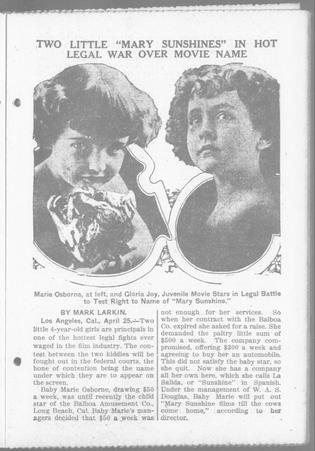 TWO LITTLE "MARY SUNSHINES" IN HOT
LEGAL WAR OVER MOVIE NAME
Marie Osborne, at left, and Gloria Joy, Juvenile Movie Stars in Legal Battle
to Test Right to Name of "Mary Sunshine."
BY MARK LARKIN.
Los Angeles, Cal., April 25.—Two
little 4-year-old girls are principals in
one of the hottest legal fights ever
waged in the film industry. The con-
test between the two kiddies will be
fought out in the federal courts, the
bone of contention being the name
under which they are to appear on
the screen.
Baby Marie Osborne, drawing $50
a week, was until recently the child
star of the Balboa Amusement Co.,
Long Beach, Cal. Baby Marie's man-
agers decided that $50 a week was
not enough for her services. So
when her contract with the Balboa
Co. expired she asked for a raise. She
demanded the paltry sum of
$500 a week. The company com-
promised, offering $300 a week and
agreeing to buy her an automobile.
This did not satisfy the baby star, so
she quit. Now she has a company
all her own here, which she calls La
Salida, or "Sunshine" in Spanish.
Under the management of W. A. S.
Douglas, Baby Marie will put out
"Mary Sunshine films till the cows
come home," according to her
director.